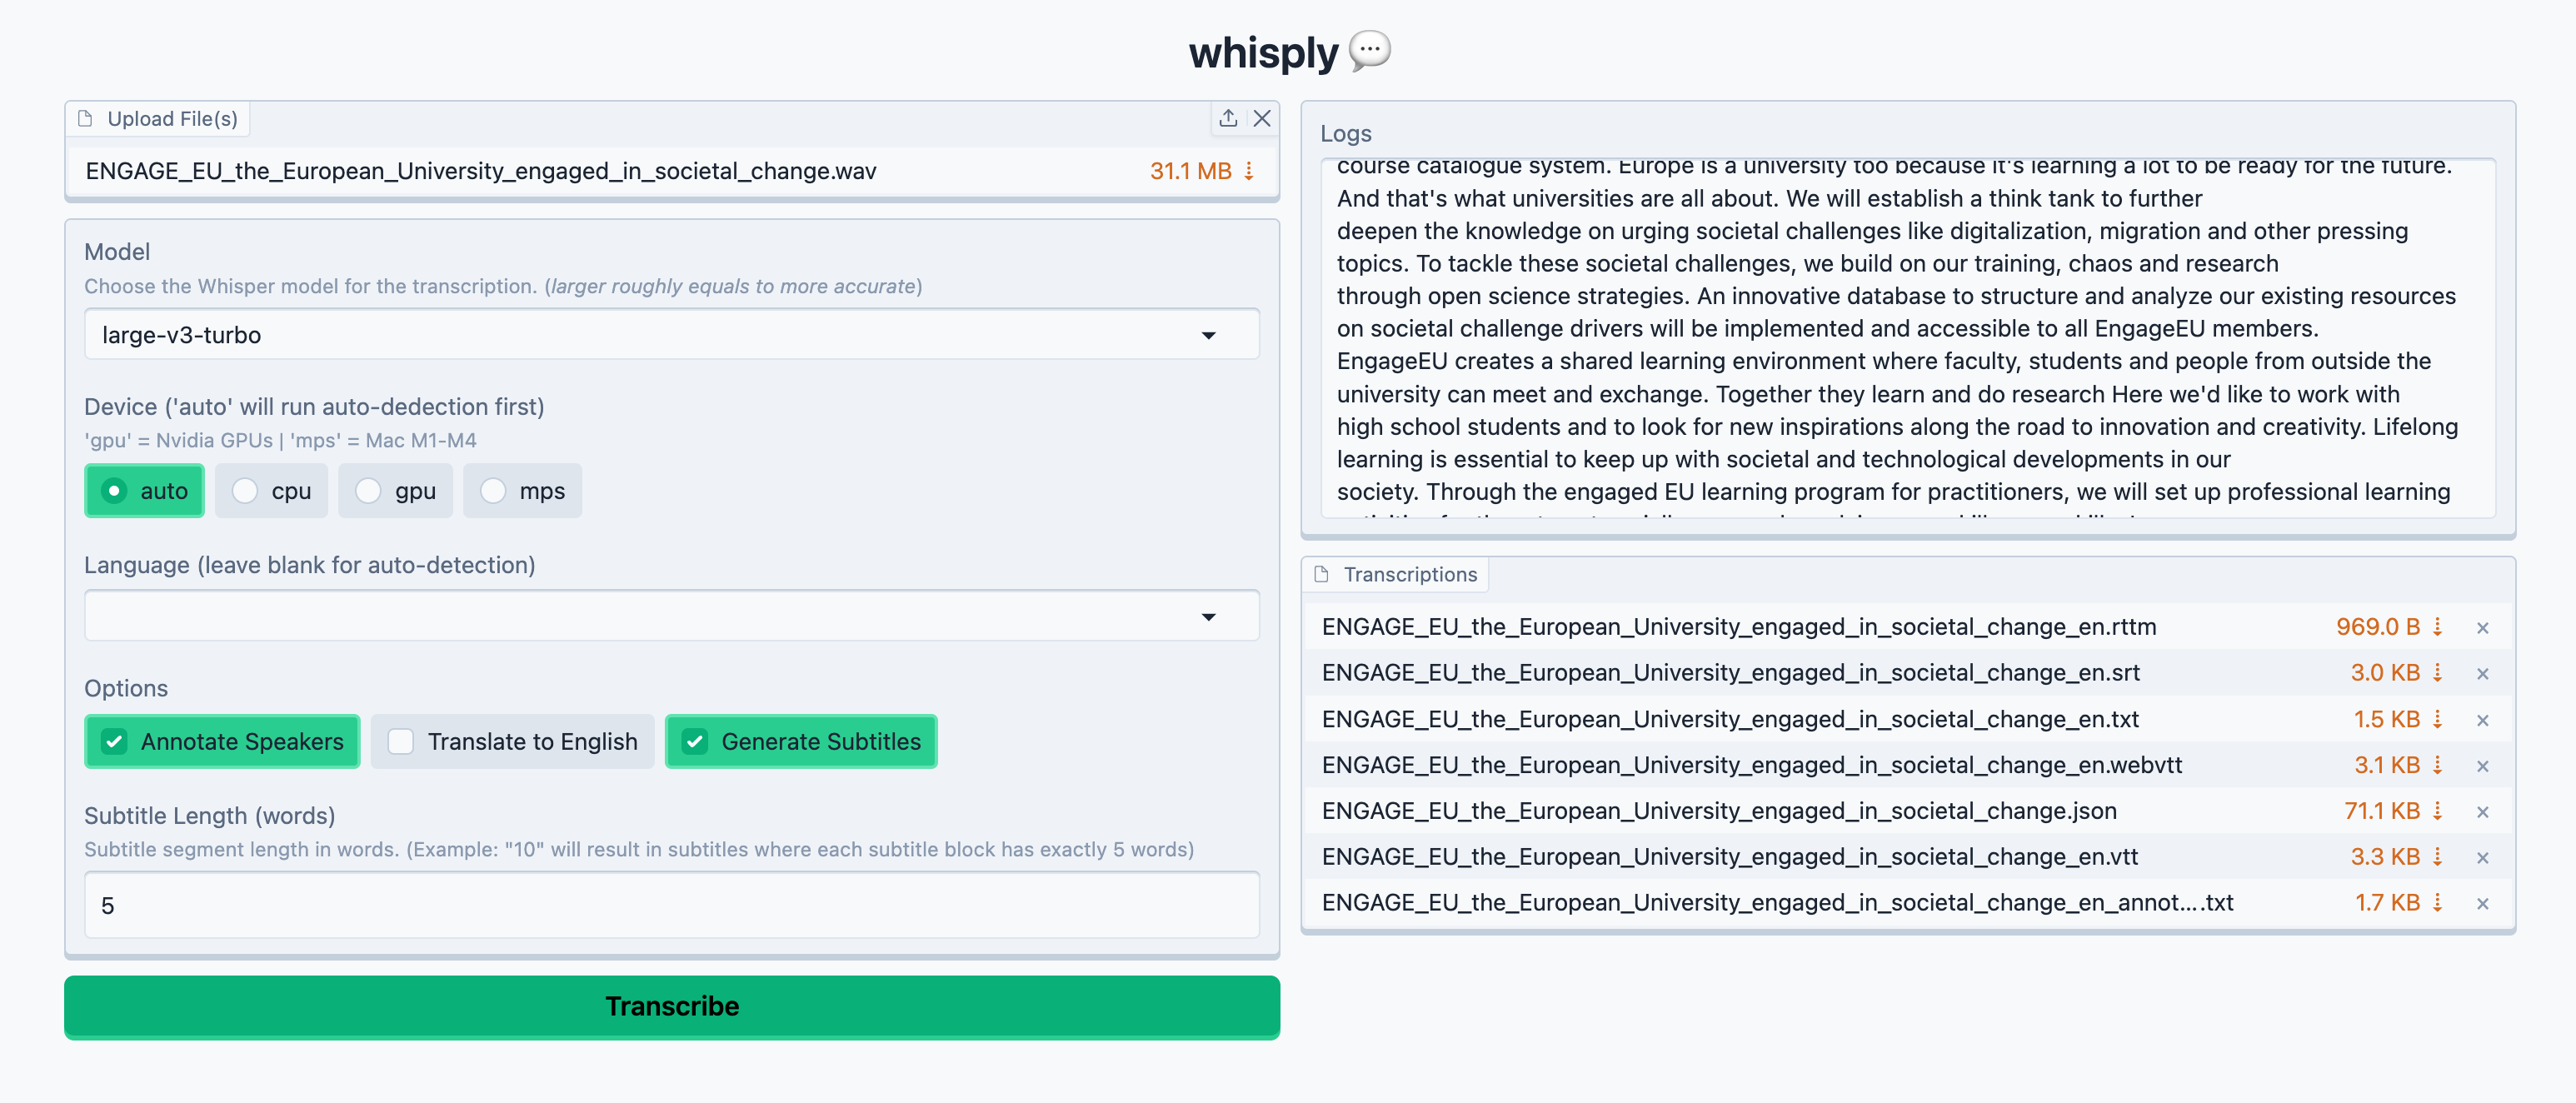 whisply 💬
Upload File(s)
ENGAGE_EU_the_European_University_engaged_in_societal_change.wav 31.1 MB ⇣
Model
Choose the Whisper model for the transcription. (larger roughly equals to more accurate)
large-v3-turbo
Device ('auto' will run auto-dedection first)
'gpu' = Nvidia GPUs | 'mps' = Mac M1-M4
auto cpu gpu mps
Language (leave blank for auto-detection)
Options
Annotate Speakers Translate to English Generate Subtitles
Subtitle Length (words)
Subtitle segment length in words. (Example: "10" will result in subtitles where each subtitle block has exactly 5 words)
5
Transcribe
Logs
course catalogue system. Europe is a university too because it's learning a lot to be ready for the future.
And that's what universities are all about. We will establish a think tank to further
deepen the knowledge on urging societal challenges like digitalization, migration and other pressing
topics. To tackle these societal challenges, we build on our training, chaos and research
through open science strategies. An innovative database to structure and analyze our existing resources
on societal challenge drivers will be implemented and accessible to all EngageEU members.
EngageEU creates a shared learning environment where faculty, students and people from outside the
university can meet and exchange. Together they learn and do research Here we'd like to work with
high school students and to look for new inspirations along the road to innovation and creativity. Lifelong
learning is essential to keep up with societal and technological developments in our
society. Through the engaged EU learning program for practitioners, we will set up professional learning
Transcriptions
ENGAGE_EU_the_European_University_engaged_in_societal_change_en.rttm 969.0 B ⇣ ×
ENGAGE_EU_the_European_University_engaged_in_societal_change_en.srt 3.0 KB ⇣ ×
ENGAGE_EU_the_European_University_engaged_in_societal_change_en.txt 1.5 KB ⇣ ×
ENGAGE_EU_the_European_University_engaged_in_societal_change_en.webvtt 3.1 KB ⇣ ×
ENGAGE_EU_the_European_University_engaged_in_societal_change.json 71.1 KB ⇣ ×
ENGAGE_EU_the_European_University_engaged_in_societal_change_en.vtt 3.3 KB ⇣ ×
ENGAGE_EU_the_European_University_engaged_in_societal_change_en_annot....txt 1.7 KB ⇣ ×